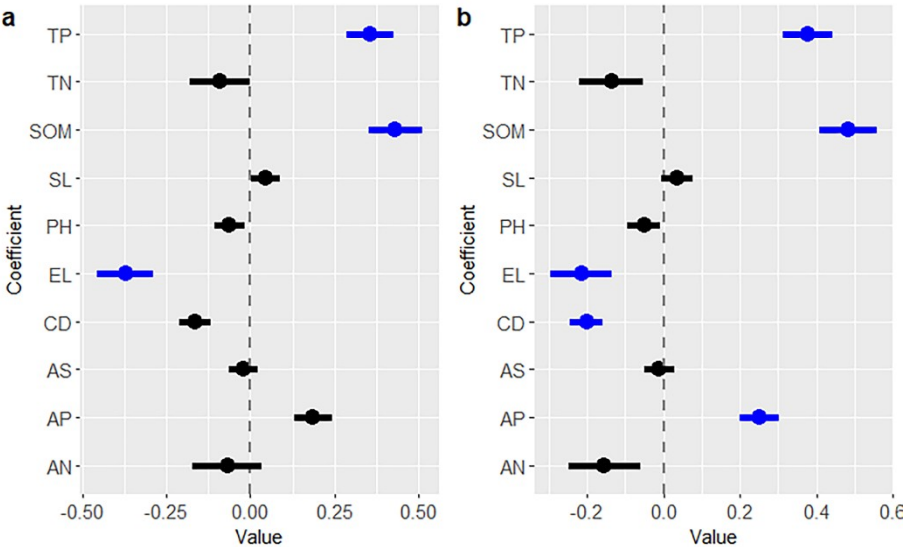 a
TP
TN
SOM
SL
PH
EL
CD
AS
AP
AN
Coefficient
-0.50 -0.25 0.00 0.25 0.50
Value
b
TP
TN
SOM
SL
PH
EL
CD
AS
AP
AN
Coefficient
-0.2 0.0 0.2 0.4 0.6
Value